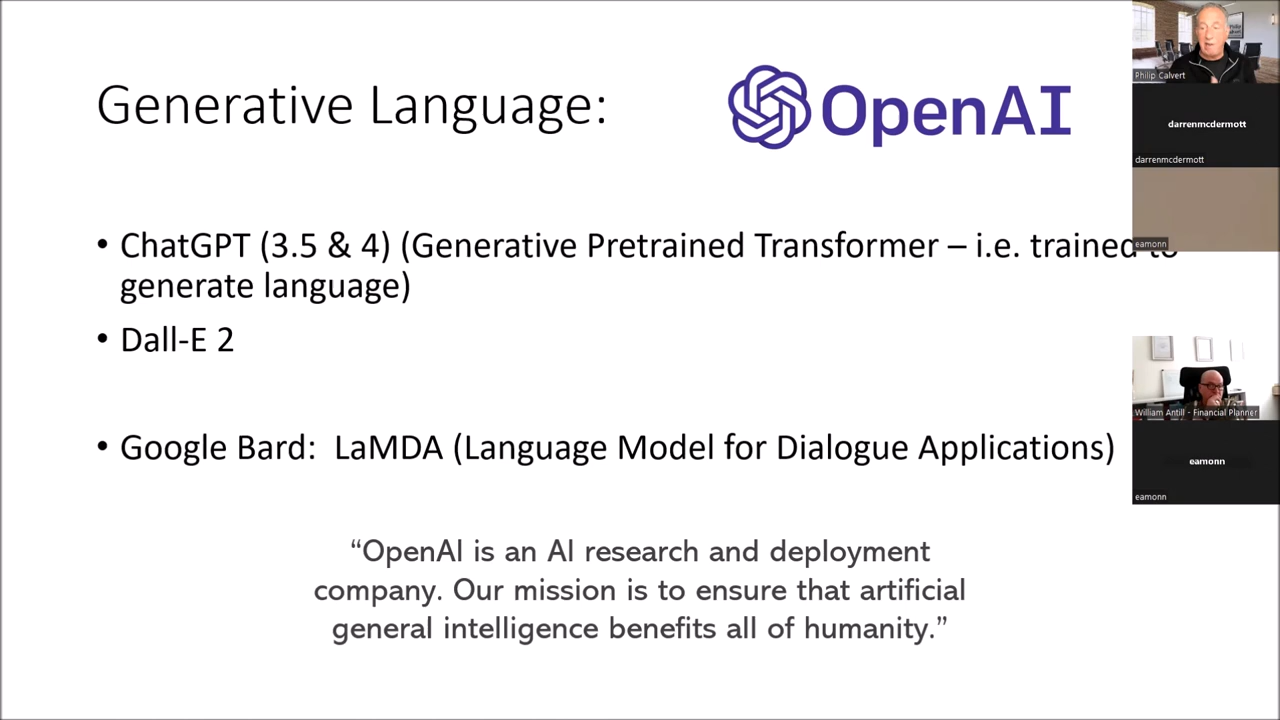 Generative Language:
OpenAI
• ChatGPT (3.5 & 4) (Generative Pretrained Transformer – i.e. trained to
generate language)
• Dall-E 2
• Google Bard: LaMDA (Language Model for Dialogue Applications)
“OpenAI is an AI research and deployment
company. Our mission is to ensure that artificial
general intelligence benefits all of humanity.”
Philip Calvert
darrenmcdermott
darrenmcdermott
eamonn
William Antill - Financial Planner
eamonn
eamonn